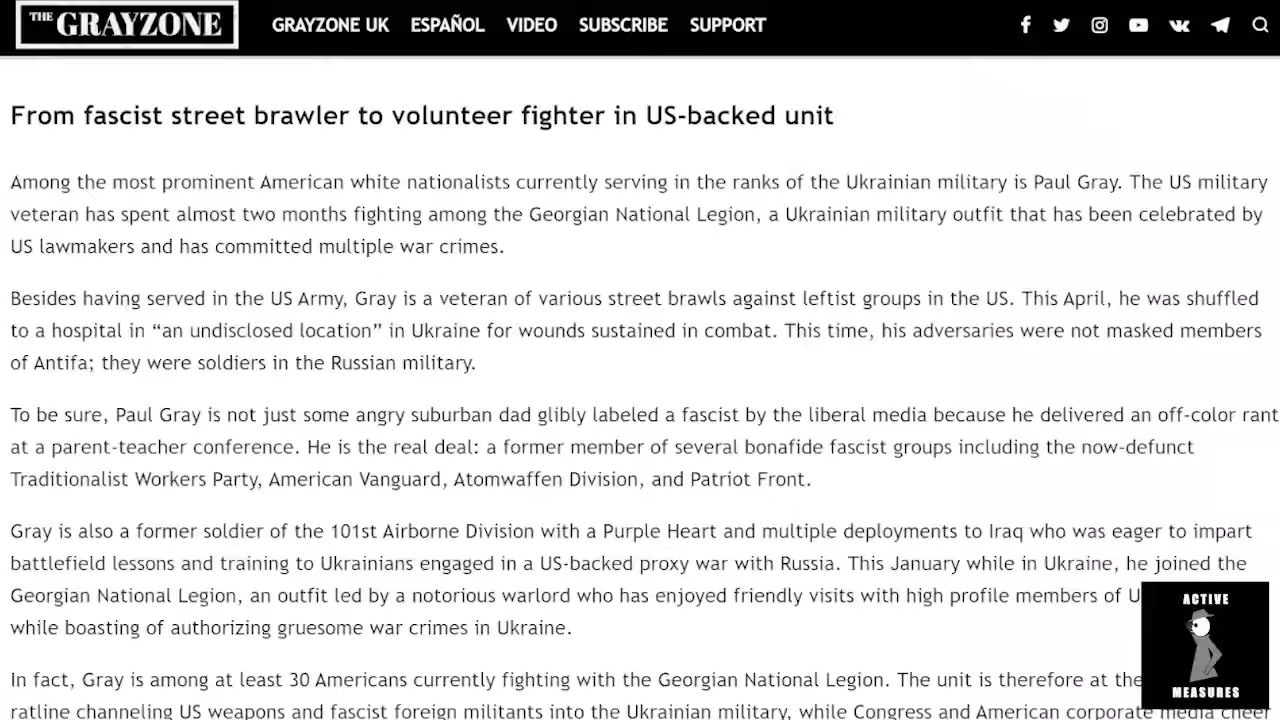 THE GRAYZONE GRAYZONE UK ESPAÑOL VIDEO SUBSCRIBE SUPPORT
From fascist street brawler to volunteer fighter in US-backed unit
Among the most prominent American white nationalists currently serving in the ranks of the Ukrainian military is Paul Gray. The US military
veteran has spent almost two months fighting among the Georgian National Legion, a Ukrainian military outfit that has been celebrated by
US lawmakers and has committed multiple war crimes.
Besides having served in the US Army, Gray is a veteran of various street brawls against leftist groups in the US. This April, he was shuffled
to a hospital in “an undisclosed location” in Ukraine for wounds sustained in combat. This time, his adversaries were not masked members
of Antifa; they were soldiers in the Russian military.
To be sure, Paul Gray is not just some angry suburban dad glibly labeled a fascist by the liberal media because he delivered an off-color rant
at a parent-teacher conference. He is the real deal: a former member of several bonafide fascist groups including the now-defunct
Traditionalist Workers Party, American Vanguard, Atomwaffen Division, and Patriot Front.
Gray is also a former soldier of the 101st Airborne Division with a Purple Heart and multiple deployments to Iraq who was eager to impart
battlefield lessons and training to Ukrainians engaged in a US-backed proxy war with Russia. This January while in Ukraine, he joined the
Georgian National Legion, an outfit led by a notorious warlord who has enjoyed friendly visits with high profile members of
while boasting of authorizing gruesome war crimes in Ukraine.
In fact, Gray is among at least 30 Americans currently fighting with the Georgian National Legion. The unit is therefore at the
ratline channeling US weapons and fascist foreign militants into the Ukrainian military, while Congress and American corporate media cheer
ACTIVE
MEASURES